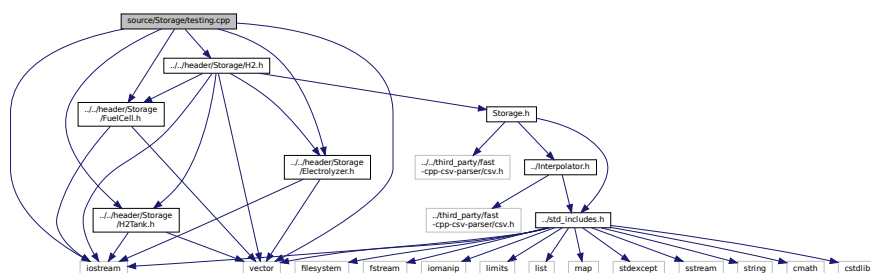 source/Storage/testing.cpp
../../header/Storage/H2.h
../../header/Storage
/FuelCell.h
Storage.h
../../header/Storage
/Electrolyzer.h
../../third_party/fast
-cpp-csv-parser/csv.h
../Interpolator.h
../../header/Storage
/H2Tank.h
../third_party/fast
-cpp-csv-parser/csv.h
../std_includes.h
iostream
vector
filesystem
fstream
iomanip
limits
list
map
stdexcept
sstream
string
cmath
cstdlib